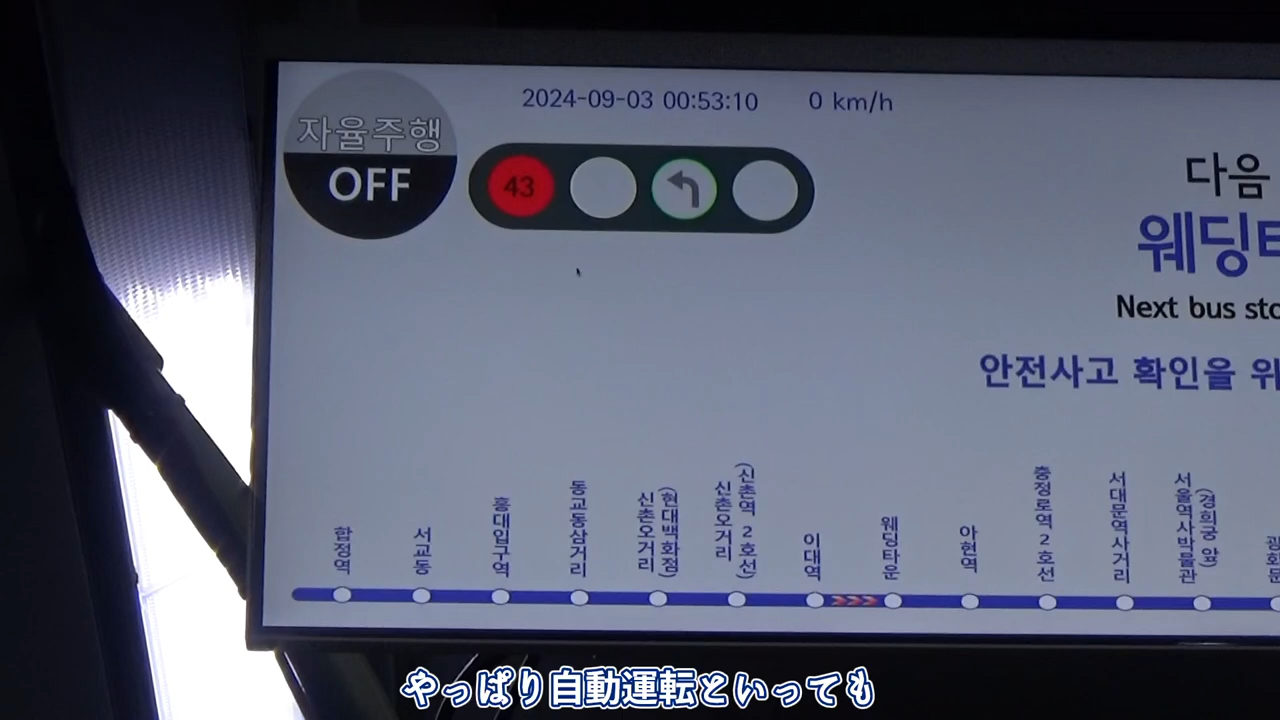 자율주행
OFF
2024-09-03 00:53:10 0 km/h
43
다음
웨딩타
Next bus sto
안전사고 확인을 위
합정역
서교동
홍대입구역
동교동삼거리
신촌오거리
(현대백화점)
신촌오거리
(신촌역 2호선)
이대역
웨딩타운
아현역
충정로역 2호선
서대문역사거리
서울역사박물관
(경희궁 앞)
광화문
やっぱり自動運転といっても